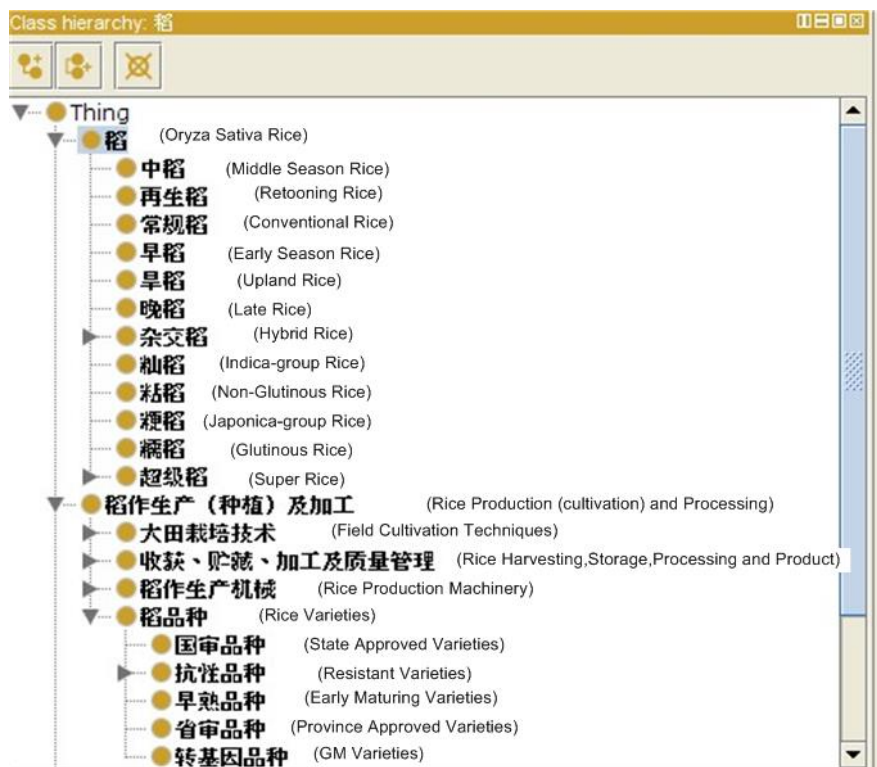 Class hierarchy: 稻
Thing
稻 (Oryza Sativa Rice)
中稻 (Middle Season Rice)
再生稻 (Retooning Rice)
常规稻 (Conventional Rice)
早稻 (Early Season Rice)
旱稻 (Upland Rice)
晚稻 (Late Rice)
杂交稻 (Hybrid Rice)
籼稻 (Indica-group Rice)
粘稻 (Non-Glutinous Rice)
粳稻 (Japonica-group Rice)
糯稻 (Glutinous Rice)
超级稻 (Super Rice)
稻作生产（种植）及加工 (Rice Production (cultivation) and Processing)
大田栽培技术 (Field Cultivation Techniques)
收获、贮藏、加工及质量管理 (Rice Harvesting,Storage,Processing and Product)
稻作生产机械 (Rice Production Machinery)
稻品种 (Rice Varieties)
国审品种 (State Approved Varieties)
抗性品种 (Resistant Varieties)
早熟品种 (Early Maturing Varieties)
省审品种 (Province Approved Varieties)
转基因品种 (GM Varieties)